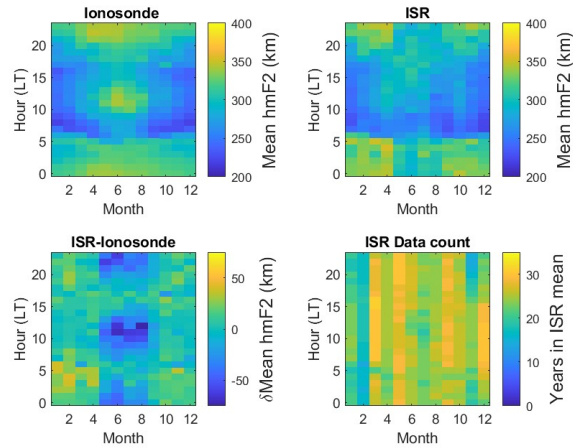 Ionosonde
20
15
10
5
0
Hour (LT)
2 4 6 8 10 12
Month
400
350
300
250
200
Mean hmF2 (km)
ISR
20
15
10
5
0
Hour (LT)
2 4 6 8 10 12
Month
400
350
300
250
200
Mean hmF2 (km)
ISR-Ionosonde
20
15
10
5
0
Hour (LT)
2 4 6 8 10 12
Month
50
0
-50
δMean hmF2 (km)
ISR Data count
20
15
10
5
0
Hour (LT)
2 4 6 8 10 12
Month
30
20
10
0
Years in ISR mean